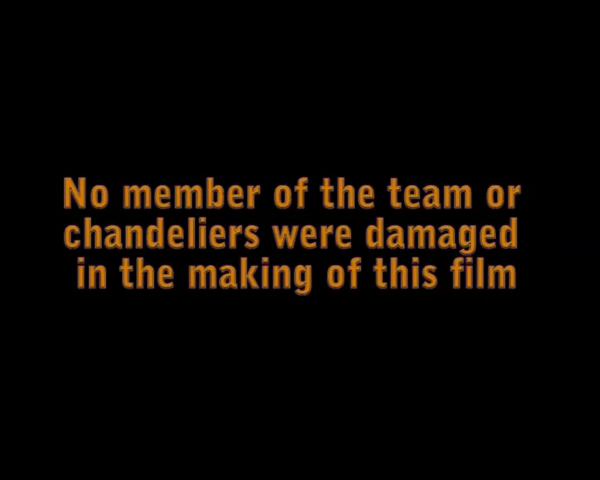 No member of the team or
chandeliers were damaged
in the making of this film